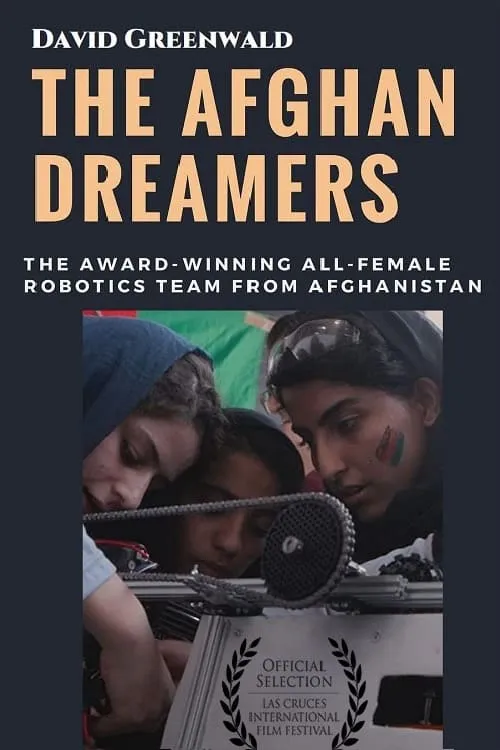 DAVID GREENWALD
THE AFGHAN
DREAMERS
THE AWARD-WINNING ALL-FEMALE
ROBOTICS TEAM FROM AFGHANISTAN
OFFICIAL
SELECTION
LAS CRUCES
INTERNATIONAL
FILM FESTIVAL